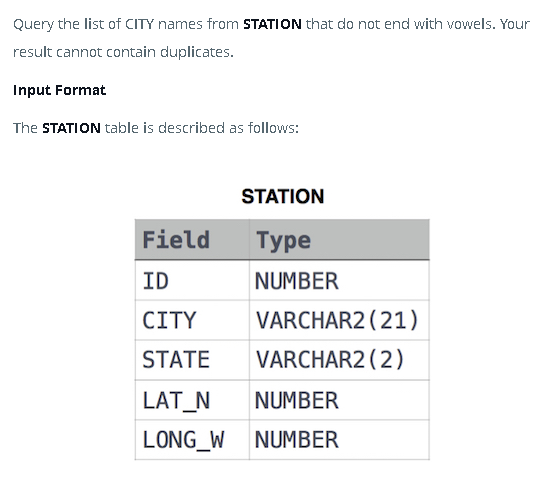 Query the list of CITY names from STATION that do not end with vowels. Your
result cannot contain duplicates.
Input Format
The STATION table is described as follows:
STATION
Field Type
ID NUMBER
CITY VARCHAR2(21)
STATE VARCHAR2(2)
LAT_N NUMBER
LONG_W NUMBER